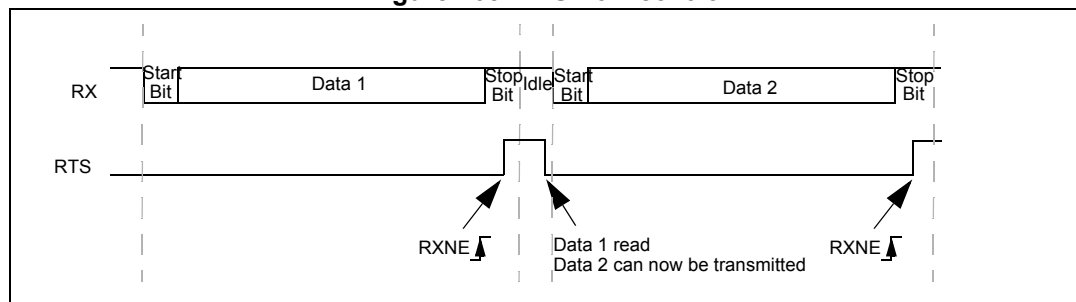 RX
Start Bit
Data 1
Stop Bit
Idle
Start Bit
Data 2
Stop Bit
RTS
RXNE
Data 1 read
Data 2 can now be transmitted
RXNE